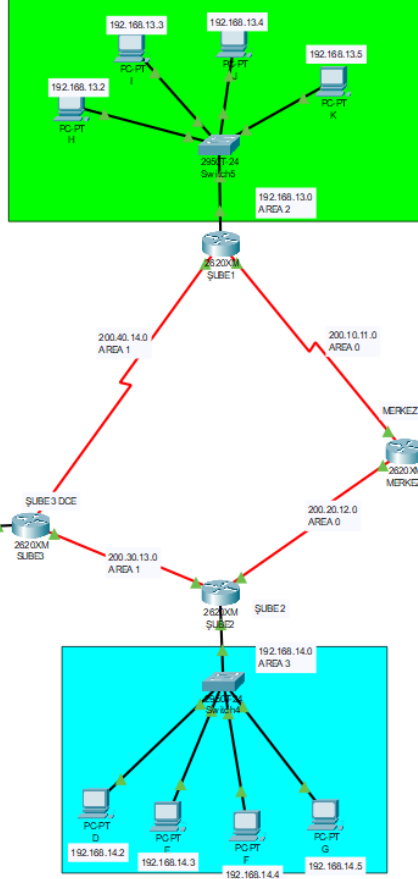 192.168.13.3
192.168.13.4
PC-PT
I
PC-PT
J
192.168.13.5
192.168.13.2
PC-PT
H
PC-PT
K
2950T-24
Switch5
192.168.13.0
AREA 2
2620XM
ŞUBE1
200.40.14.0
AREA 1
200.10.11.0
AREA 0
MERKEZ
2620XM
MERKEZ
ŞUBE 3 DCE
2620XM
SUBE3
200.20.12.0
AREA 0
200.30.13.0
AREA 1
2620XM
ŞUBE2
ŞUBE 2
192.168.14.0
AREA 3
2950T-24
Switch4
PC-PT
D
192.168.14.2
PC-PT
E
192.168.14.3
PC-PT
F
192.168.14.4
PC-PT
G
192.168.14.5